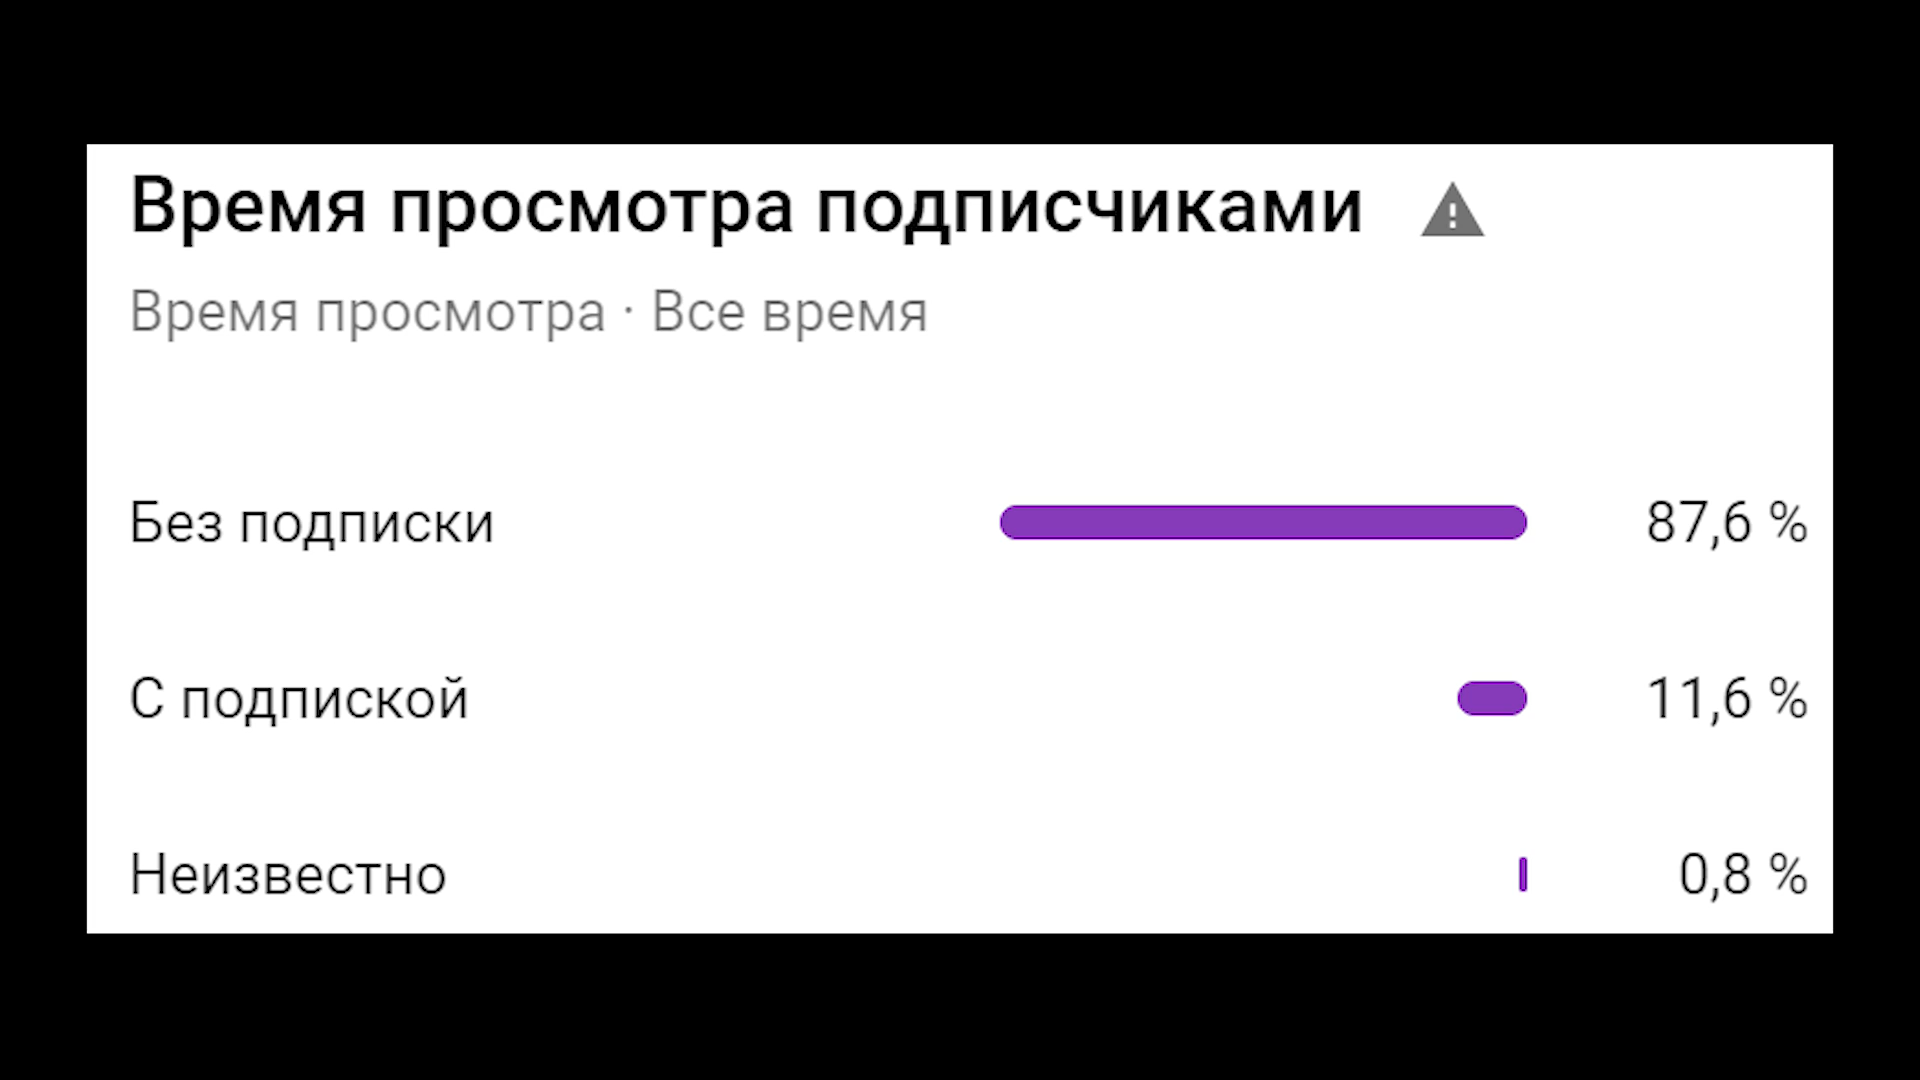 Время просмотра подписчиками
Время просмотра · Все время
Без подписки 87,6 %
С подпиской 11,6 %
Неизвестно 0,8 %